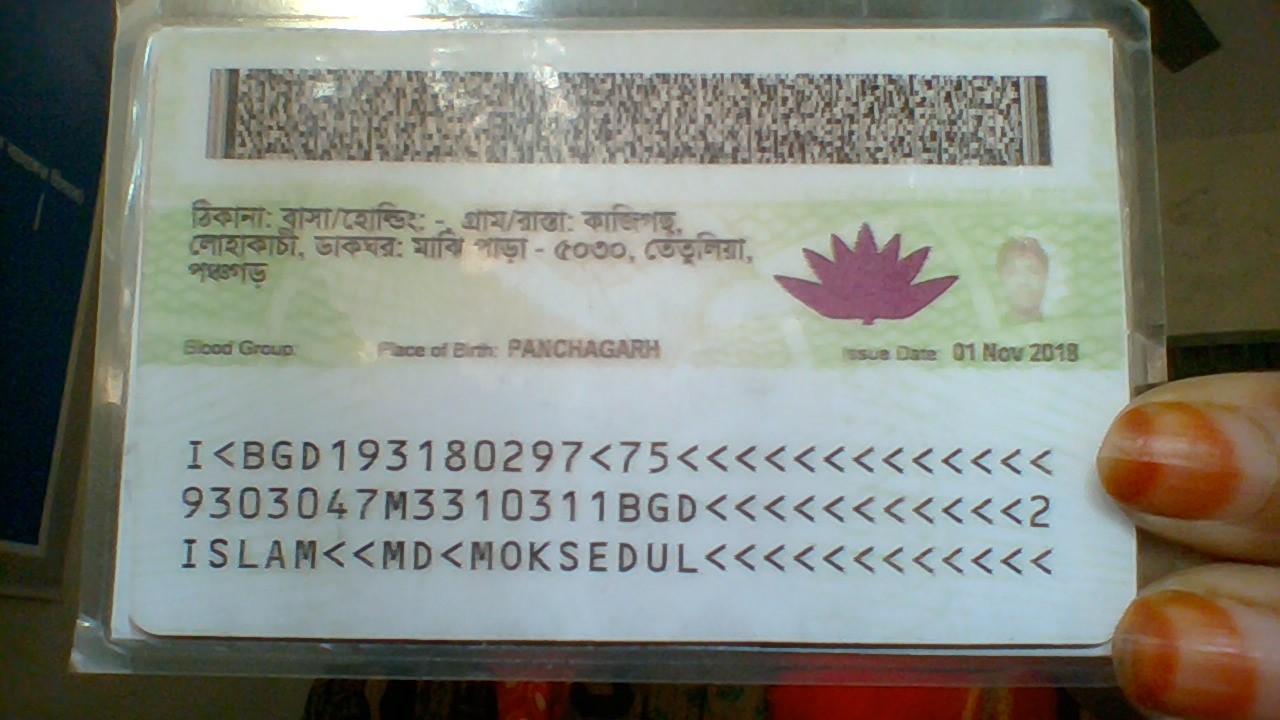 ঠিকানা: বাসা/হোল্ডিং: - গ্রাম/রাস্তা: কাজিগছ,
লোহাকাচী, ডাকঘর: মাঝি পাড়া - ৫০৩০, তেতুলিয়া,
পঞ্চগড়
Blood Group: Place of Birth: PANCHAGARH Issue Date: 01 Nov 2018
I<BGD193180297<75<<<<<<<<<<<<<
9303047M3310311BGD<<<<<<<<<<<2
ISLAM<<MD<MOKSEDUL<<<<<<<<<<<<